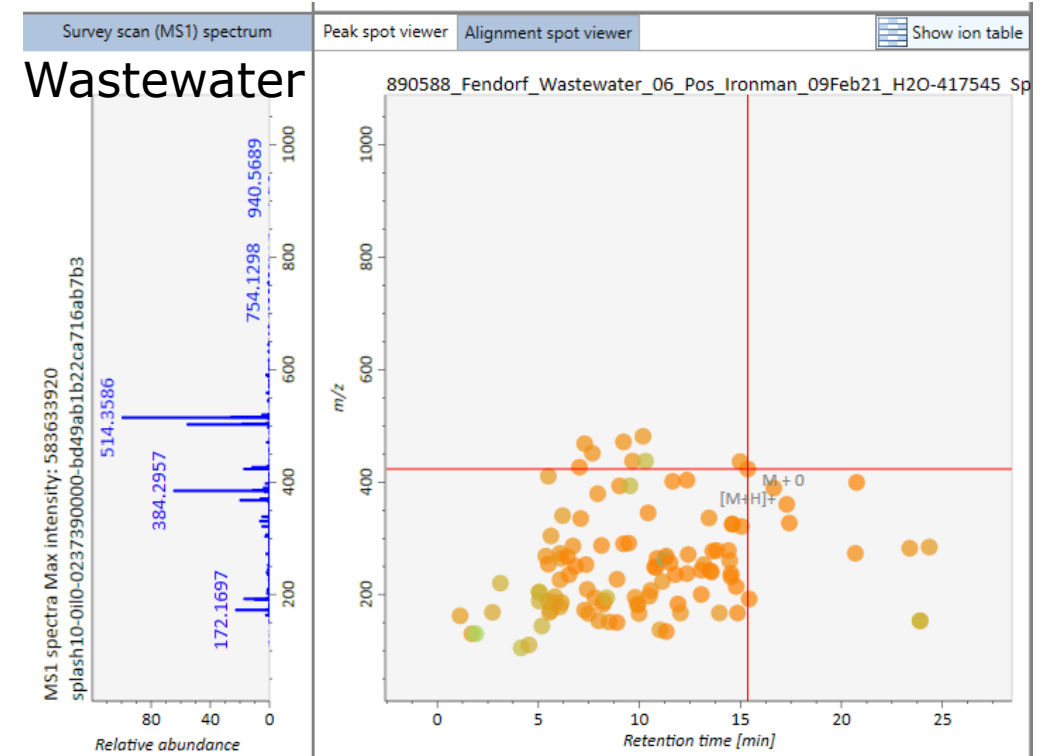 Survey scan (MS1) spectrum
Peak spot viewer
Alignment spot viewer
Show ion table
Wastewater
890588_Fendorf_Wastewater_06_Pos_Ironman_09Feb21_H2O-417545 Sp
MS1 spectra Max intensity: 583633920
splash10-0il0-0237390000-bd49ab1b22ca716ab7b3
940.5689
754.1298
514.3586
384.2957
172.1697
1000
800
600
400
200
80
40
0
Relative abundance
m/z
1000
800
600
400
200
M + 0
[M+H]+
0
5
10
15
20
25
Retention time [min]